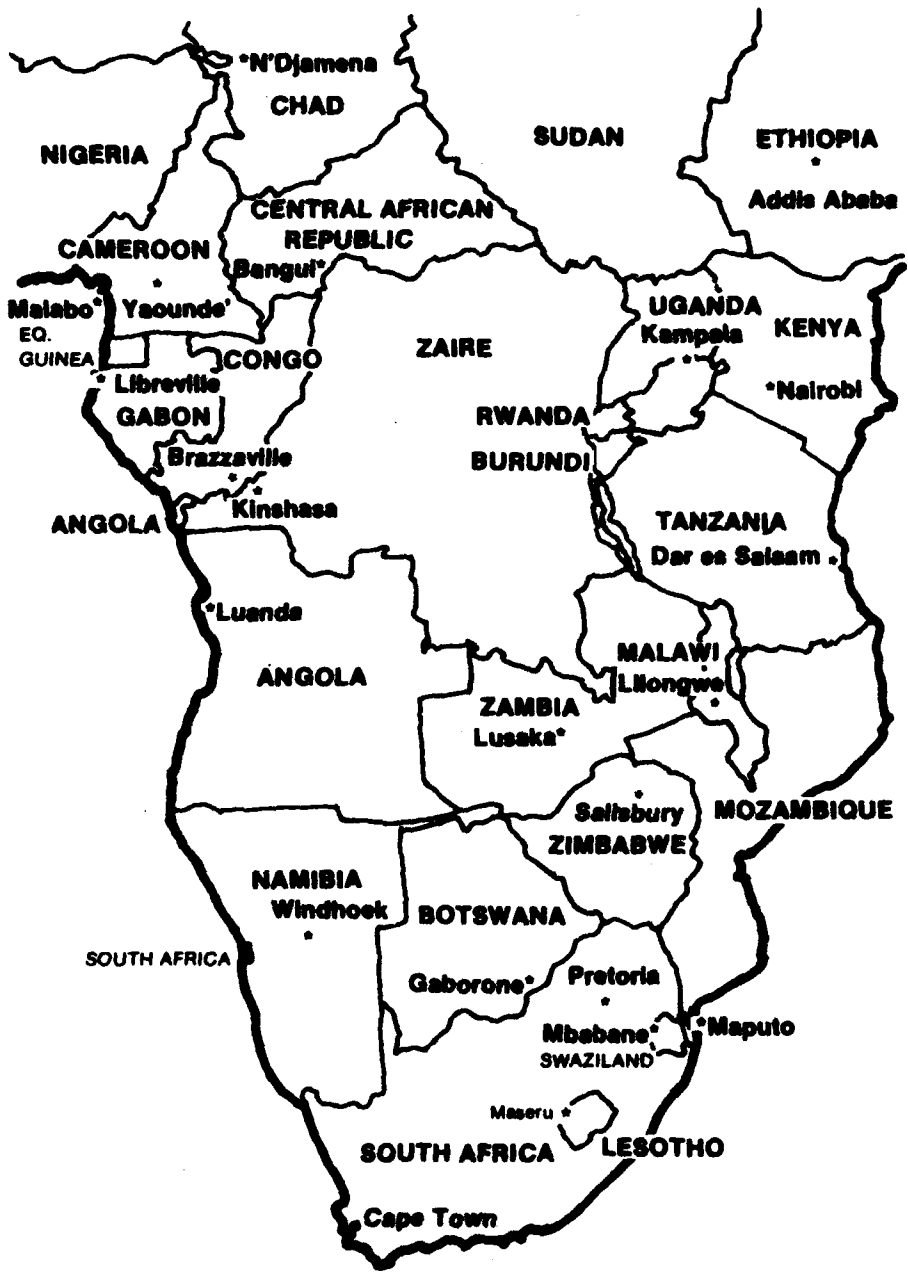 *N'Djamena
CHAD
SUDAN
NIGERIA
ETHIOPIA
Addis Ababa
CENTRAL AFRICAN
REPUBLIC
CAMEROON
Bangui*
Malabo*
Yaounde'
UGANDA
Kampala
KENYA
EQ.
GUINEA
CONGO
ZAIRE
Libreville
*Nairobi
GABON
RWANDA
Brazzaville
BURUNDI
Kinshasa
ANGOLA
TANZANIA
Dar es Salaam
*Luanda
MALAWI
Lilongwe
ANGOLA
ZAMBIA
Lusaka*
Salisbury
MOZAMBIQUE
ZIMBABWE
NAMIBIA
Windhoek
BOTSWANA
SOUTH AFRICA
Gaborone*
Pretoria
Mbabane
*Maputo
SWAZILAND
Maseru *
SOUTH AFRICA
LESOTHO
Cape Town